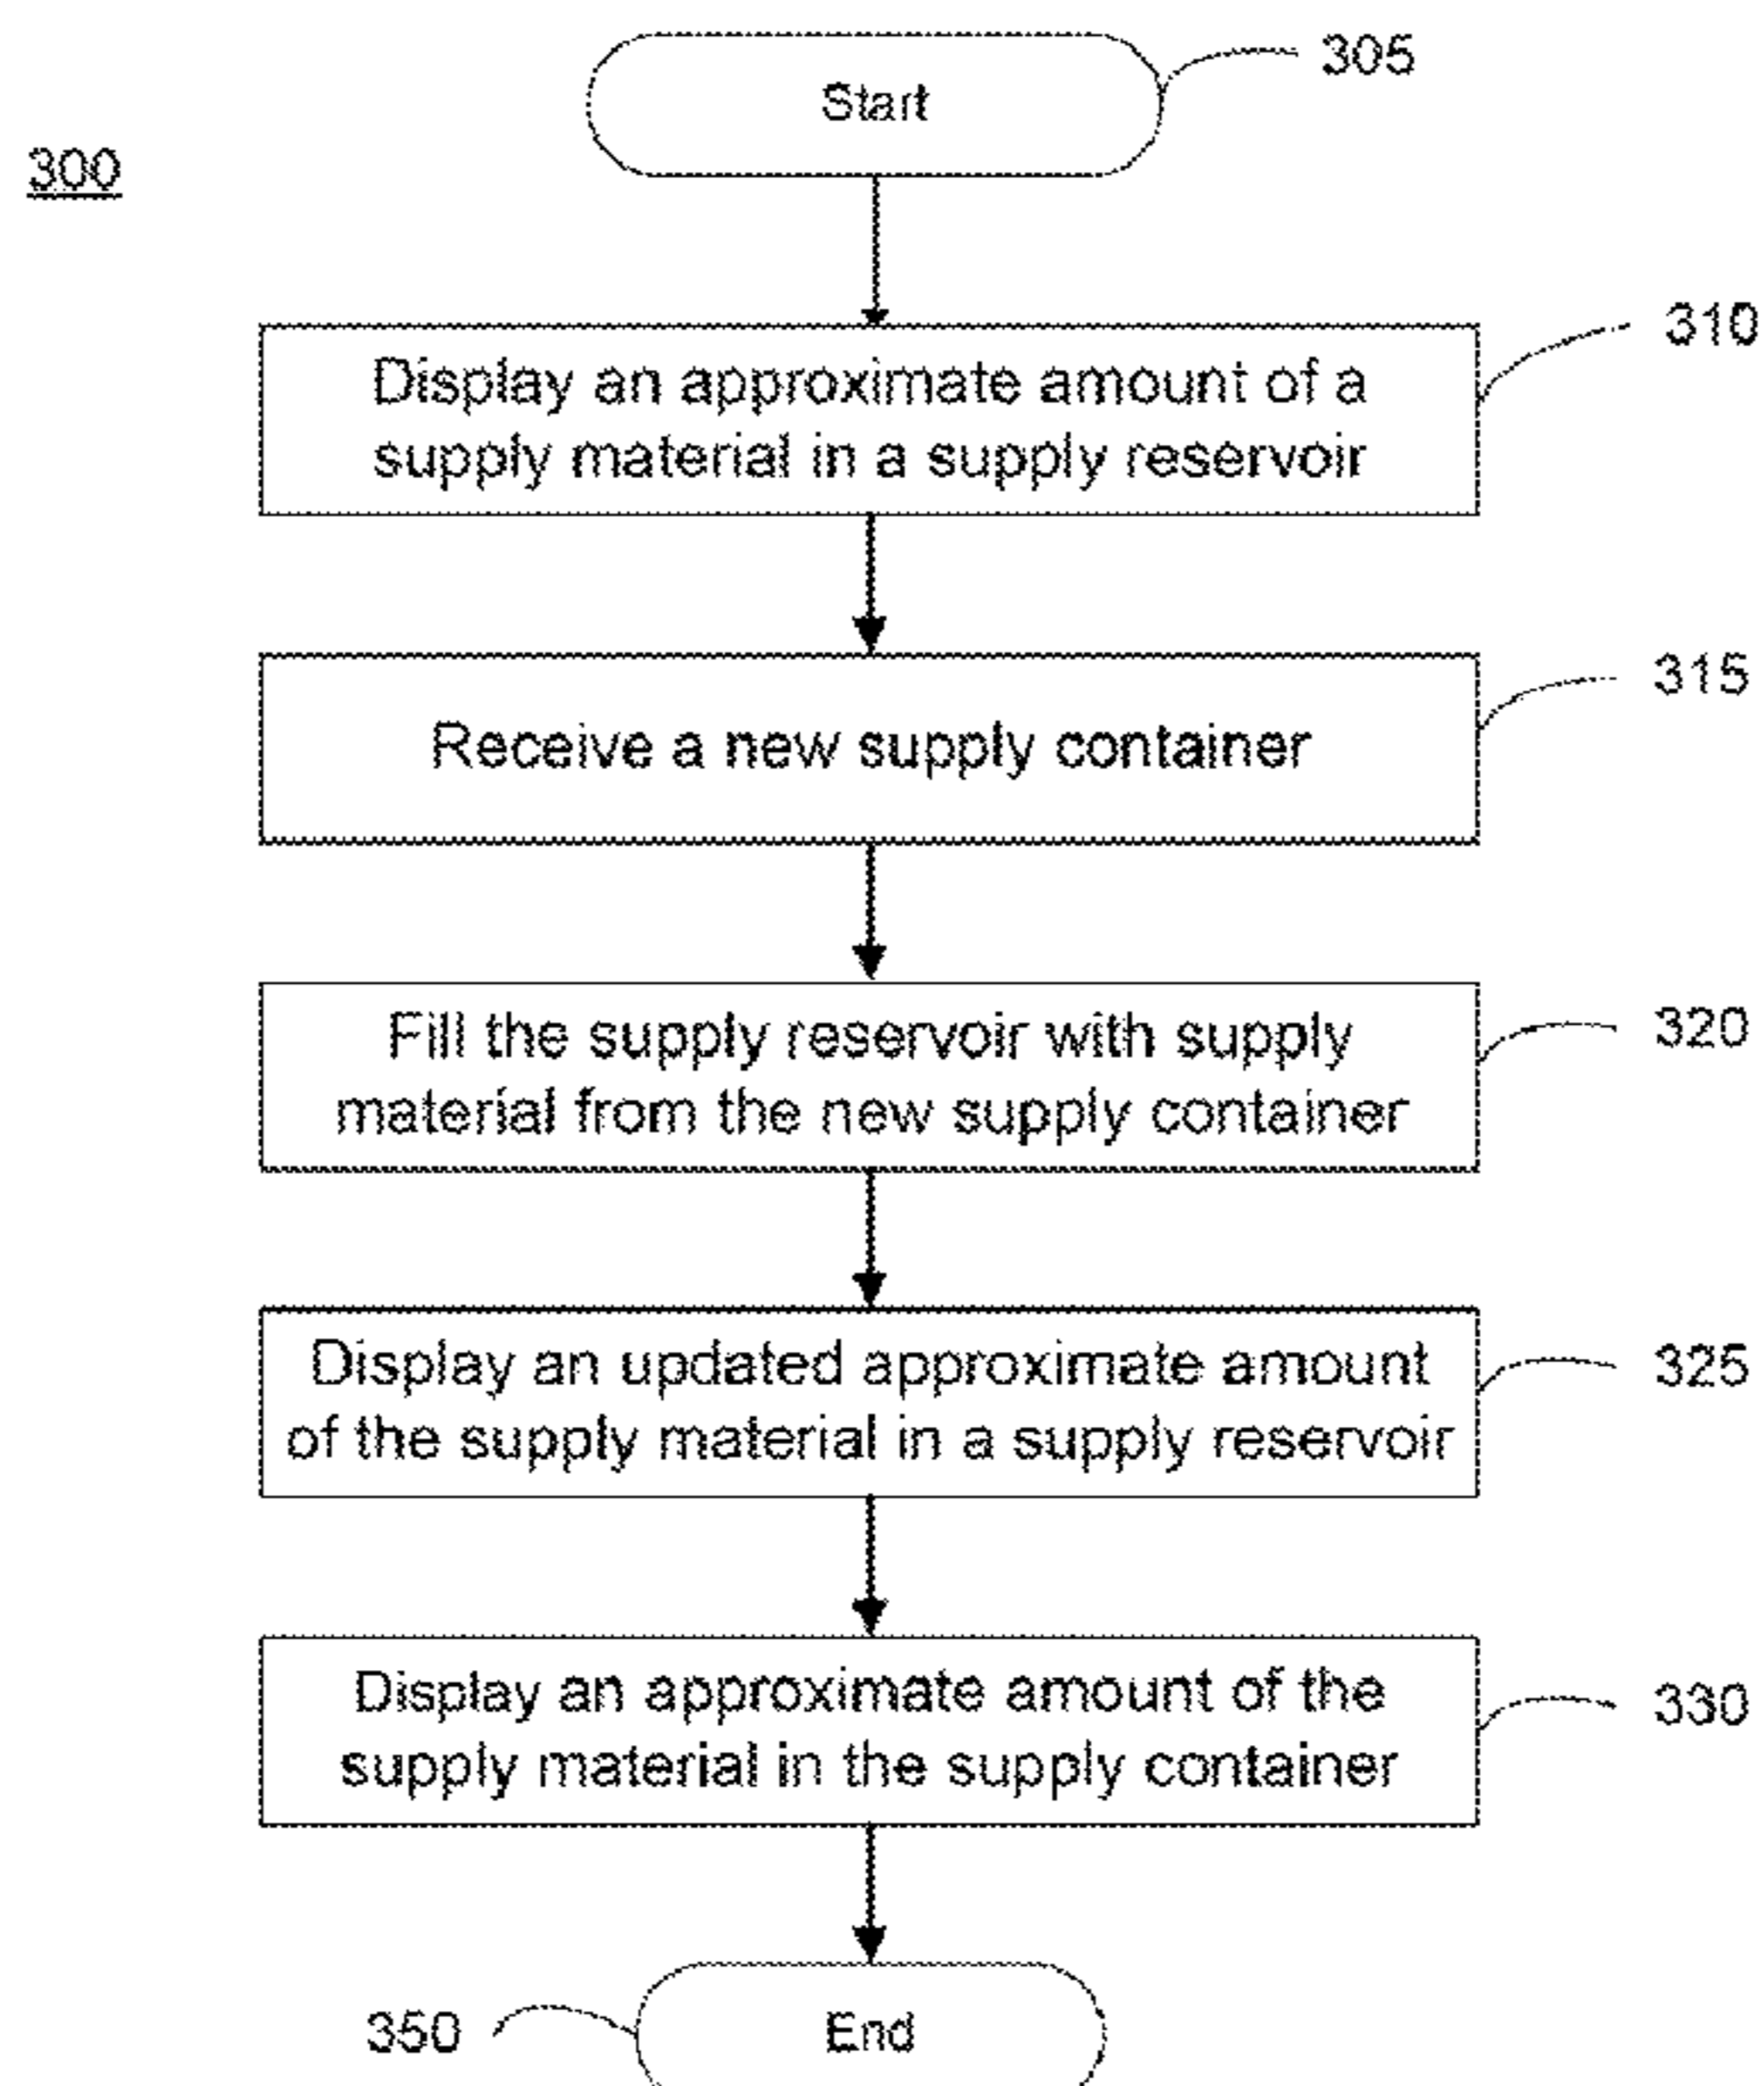 Start
305
300
310
Display an approximate amount of a
supply material in a supply reservoir
315
Receive a new supply container
320
Fill the supply reservoir with supply
material from the new supply container
325
Display an updated approximate amount
of the supply material in a supply reservoir
330
Display an approximate amount of the
supply material in the supply container
350
End